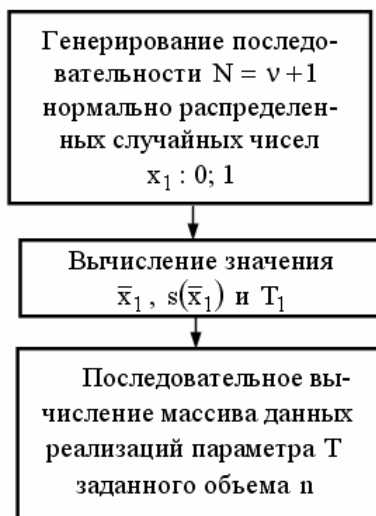 Генерирование последо-
вательности N = ν + 1
нормально распределен-
ных случайных чисел
x₁ : 0; 1
Вычисление значения
x̅₁ , s(x̅₁) и T₁
Последовательное вы-
числение массива данных
реализаций параметра T
заданного объема n